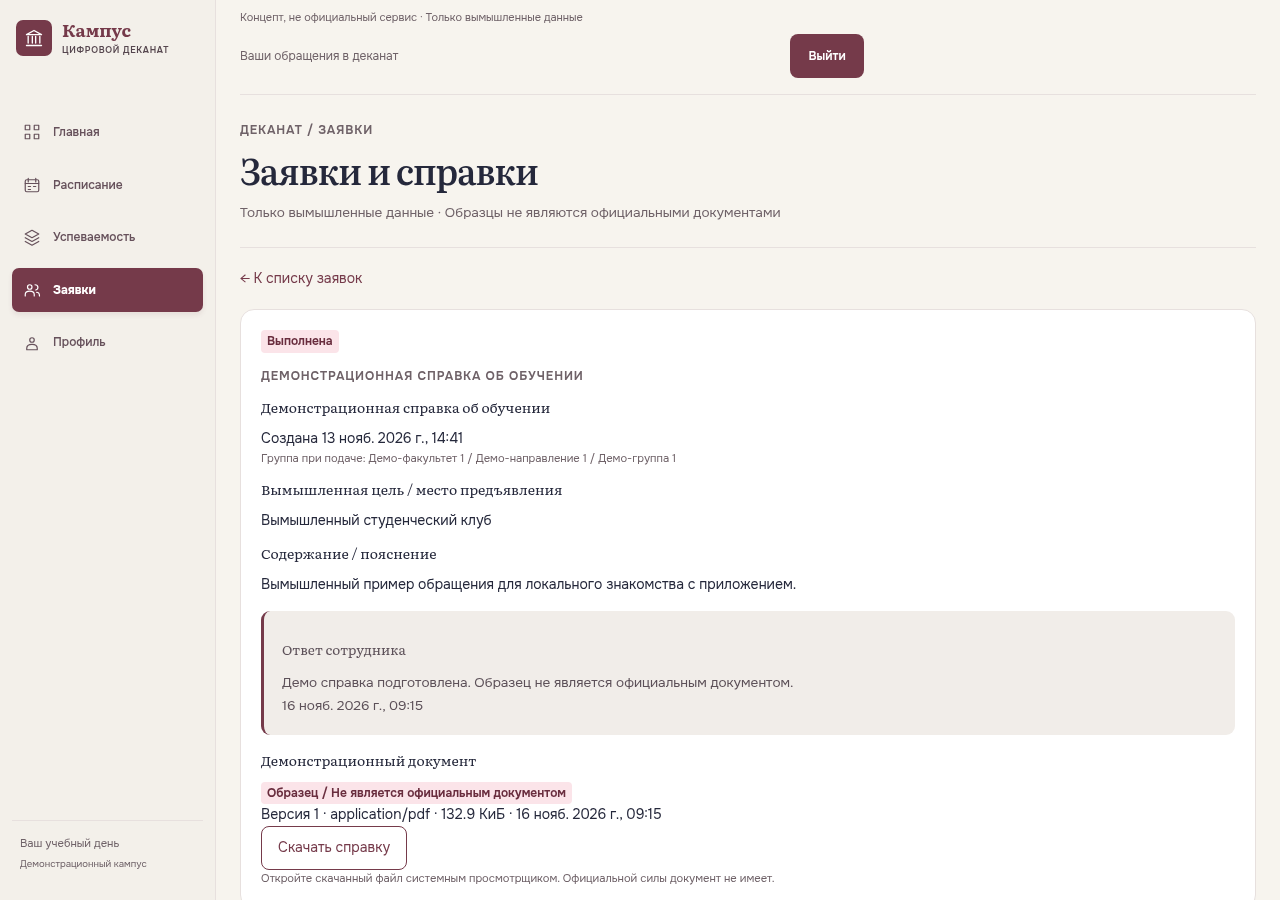 Кампус
ЦИФРОВОЙ ДЕКАНАТ
Главная
Расписание
Успеваемость
Заявки
Профиль
Ваш учебный день
Демонстрационный кампус
Концепт, не официальный сервис · Только вымышленные данные
Ваши обращения в деканат
Выйти
ДЕКАНАТ / ЗАЯВКИ
Заявки и справки
Только вымышленные данные · Образцы не являются официальными документами
← К списку заявок
Выполнена
ДЕМОНСТРАЦИОННАЯ СПРАВКА ОБ ОБУЧЕНИИ
Демонстрационная справка об обучении
Создана 13 нояб. 2026 г., 14:41
Группа при подаче: Демо-факультет 1 / Демо-направление 1 / Демо-группа 1
Вымышленная цель / место предъявления
Вымышленный студенческий клуб
Содержание / пояснение
Вымышленный пример обращения для локального знакомства с приложением.
Ответ сотрудника
Демо справка подготовлена. Образец не является официальным документом.
16 нояб. 2026 г., 09:15
Демонстрационный документ
Образец / Не является официальным документом
Версия 1 · application/pdf · 132.9 КиБ · 16 нояб. 2026 г., 09:15
Скачать справку
Откройте скачанный файл системным просмотрщиком. Официальной силы документ не имеет.